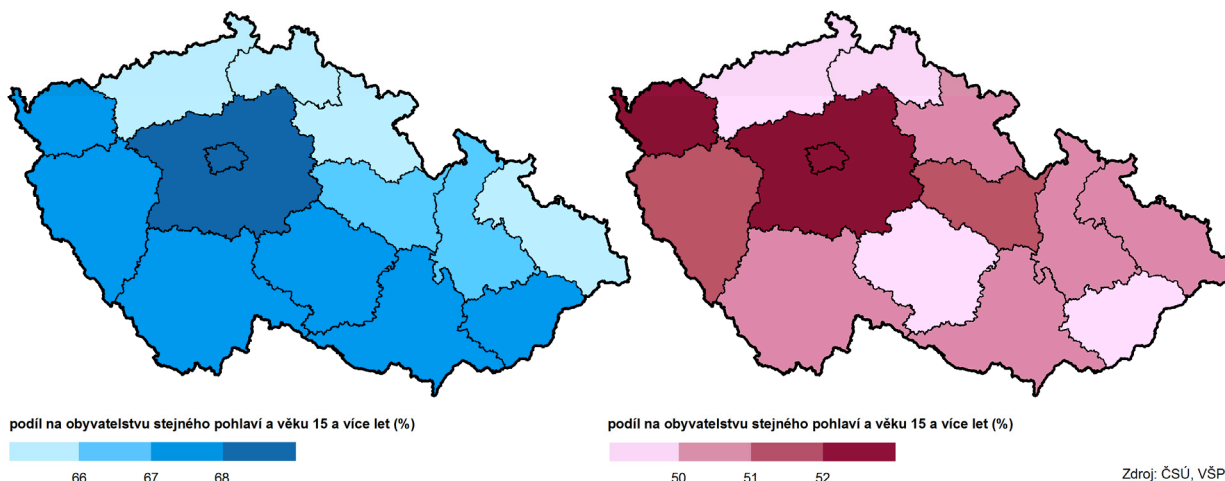 podíl na obyvatelstvu stejného pohlaví a věku 15 a více let (%)
66 67 68
podíl na obyvatelstvu stejného pohlaví a věku 15 a více let (%)
50 51 52
Zdroj: ČSÚ, VŠP